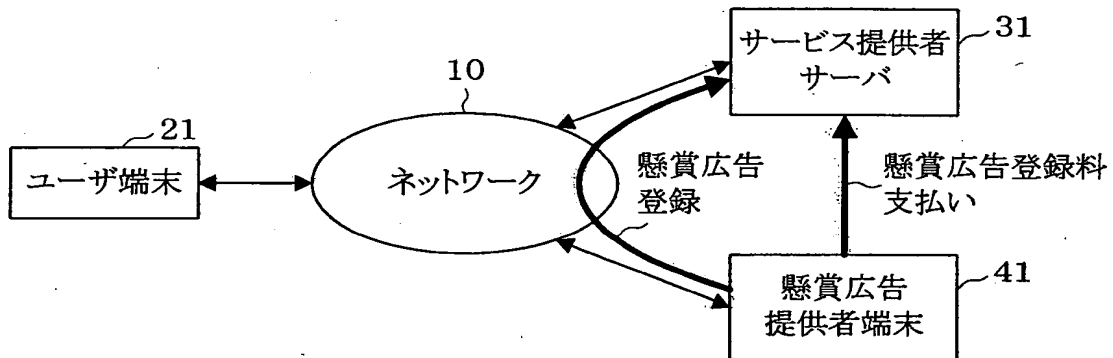 サービス提供者
サーバ
31
10
21
ユーザ端末
ネットワーク
懸賞広告
登録
懸賞広告登録料
支払い
懸賞広告
提供者端末
41